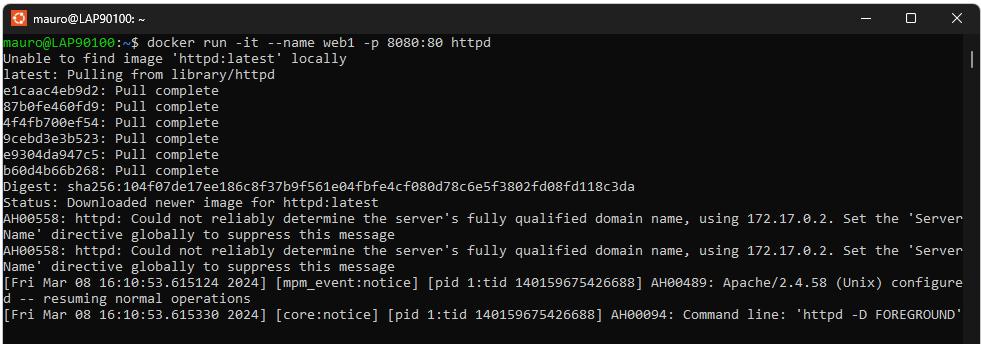 mauro@LAP90100: ~
mauro@LAP90100:~$ docker run -it --name web1 -p 8080:80 httpd
Unable to find image 'httpd:latest' locally
latest: Pulling from library/httpd
e1caac4eb9d2: Pull complete
87b0fe460fd9: Pull complete
4f4fb700ef54: Pull complete
9cebd3e3b523: Pull complete
e9304da947c5: Pull complete
b60d4b66b268: Pull complete
Digest: sha256:104f07de17ee186c8f37b9f561e04fbfe4cf080d78c6e5f3802fd08fd118c3da
Status: Downloaded newer image for httpd:latest
AH00558: httpd: Could not reliably determine the server's fully qualified domain name, using 172.17.0.2. Set the 'Server
Name' directive globally to suppress this message
AH00558: httpd: Could not reliably determine the server's fully qualified domain name, using 172.17.0.2. Set the 'Server
Name' directive globally to suppress this message
[Fri Mar 08 16:10:53.615124 2024] [mpm_event:notice] [pid 1:tid 140159675426688] AH00489: Apache/2.4.58 (Unix) configure
d -- resuming normal operations
[Fri Mar 08 16:10:53.615330 2024] [core:notice] [pid 1:tid 140159675426688] AH00094: Command line: 'httpd -D FOREGROUND'